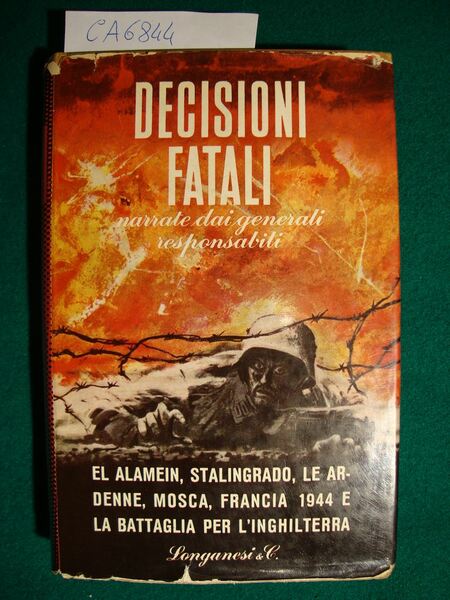 CA6844
DECISIONI
FATALI
narrate dai generali
responsabili
EL ALAMEIN, STALINGRADO, LE AR-
DENNE, MOSCA, FRANCIA 1944 E
LA BATTAGLIA PER L'INGHILTERRA
Longanesi & C.